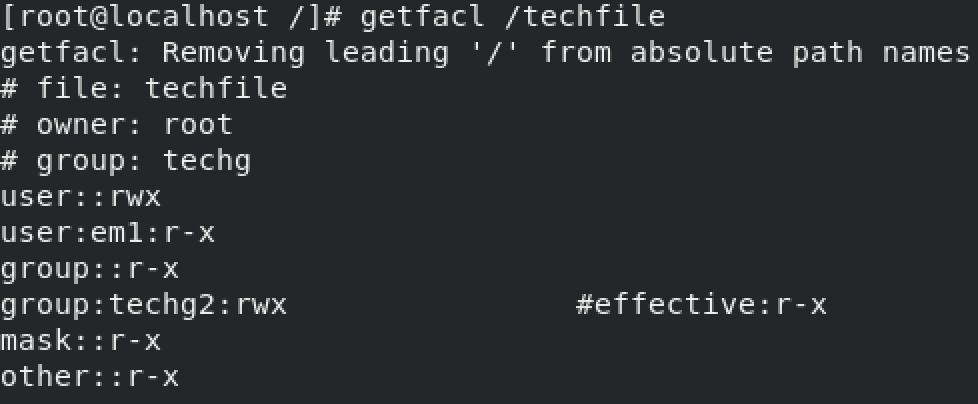 [root@localhost /]# getfacl /techfile
getfacl: Removing leading '/' from absolute path names
# file: techfile
# owner: root
# group: techg
user::rwx
user:em1:r-x
group::r-x
group:techg2:rwx                #effective:r-x
mask::r-x
other::r-x